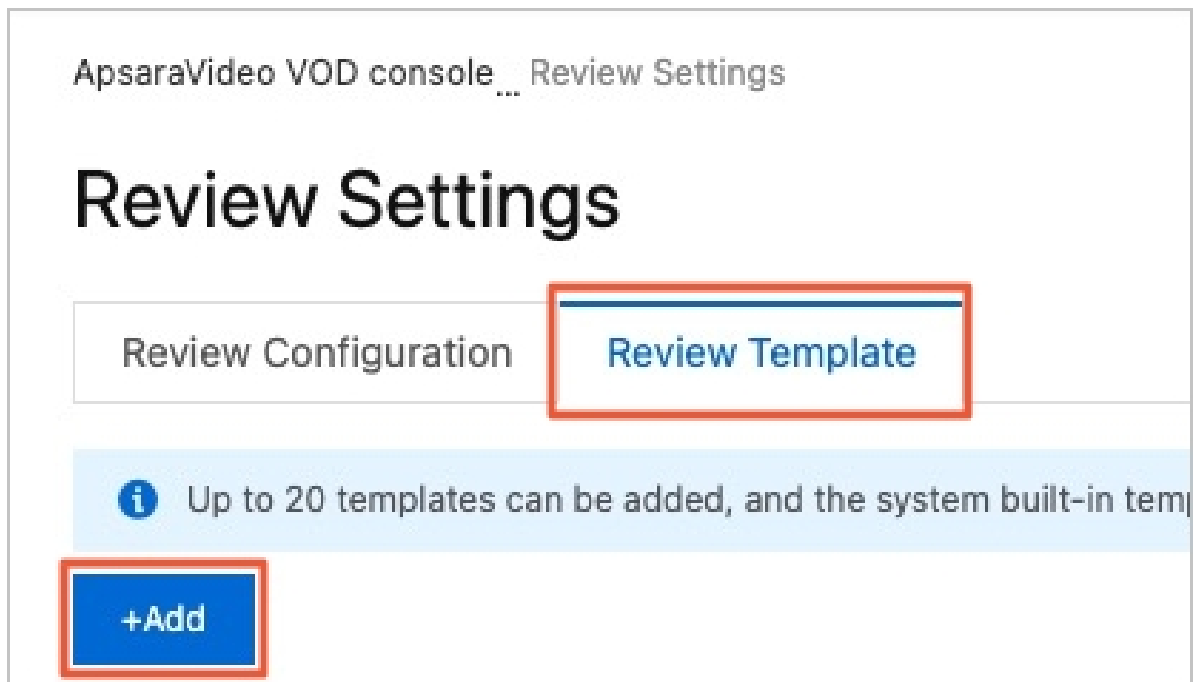 ApsaraVideo VOD console ... Review Settings
Review Settings
Review Configuration
Review Template
Up to 20 templates can be added, and the system built-in
+Add